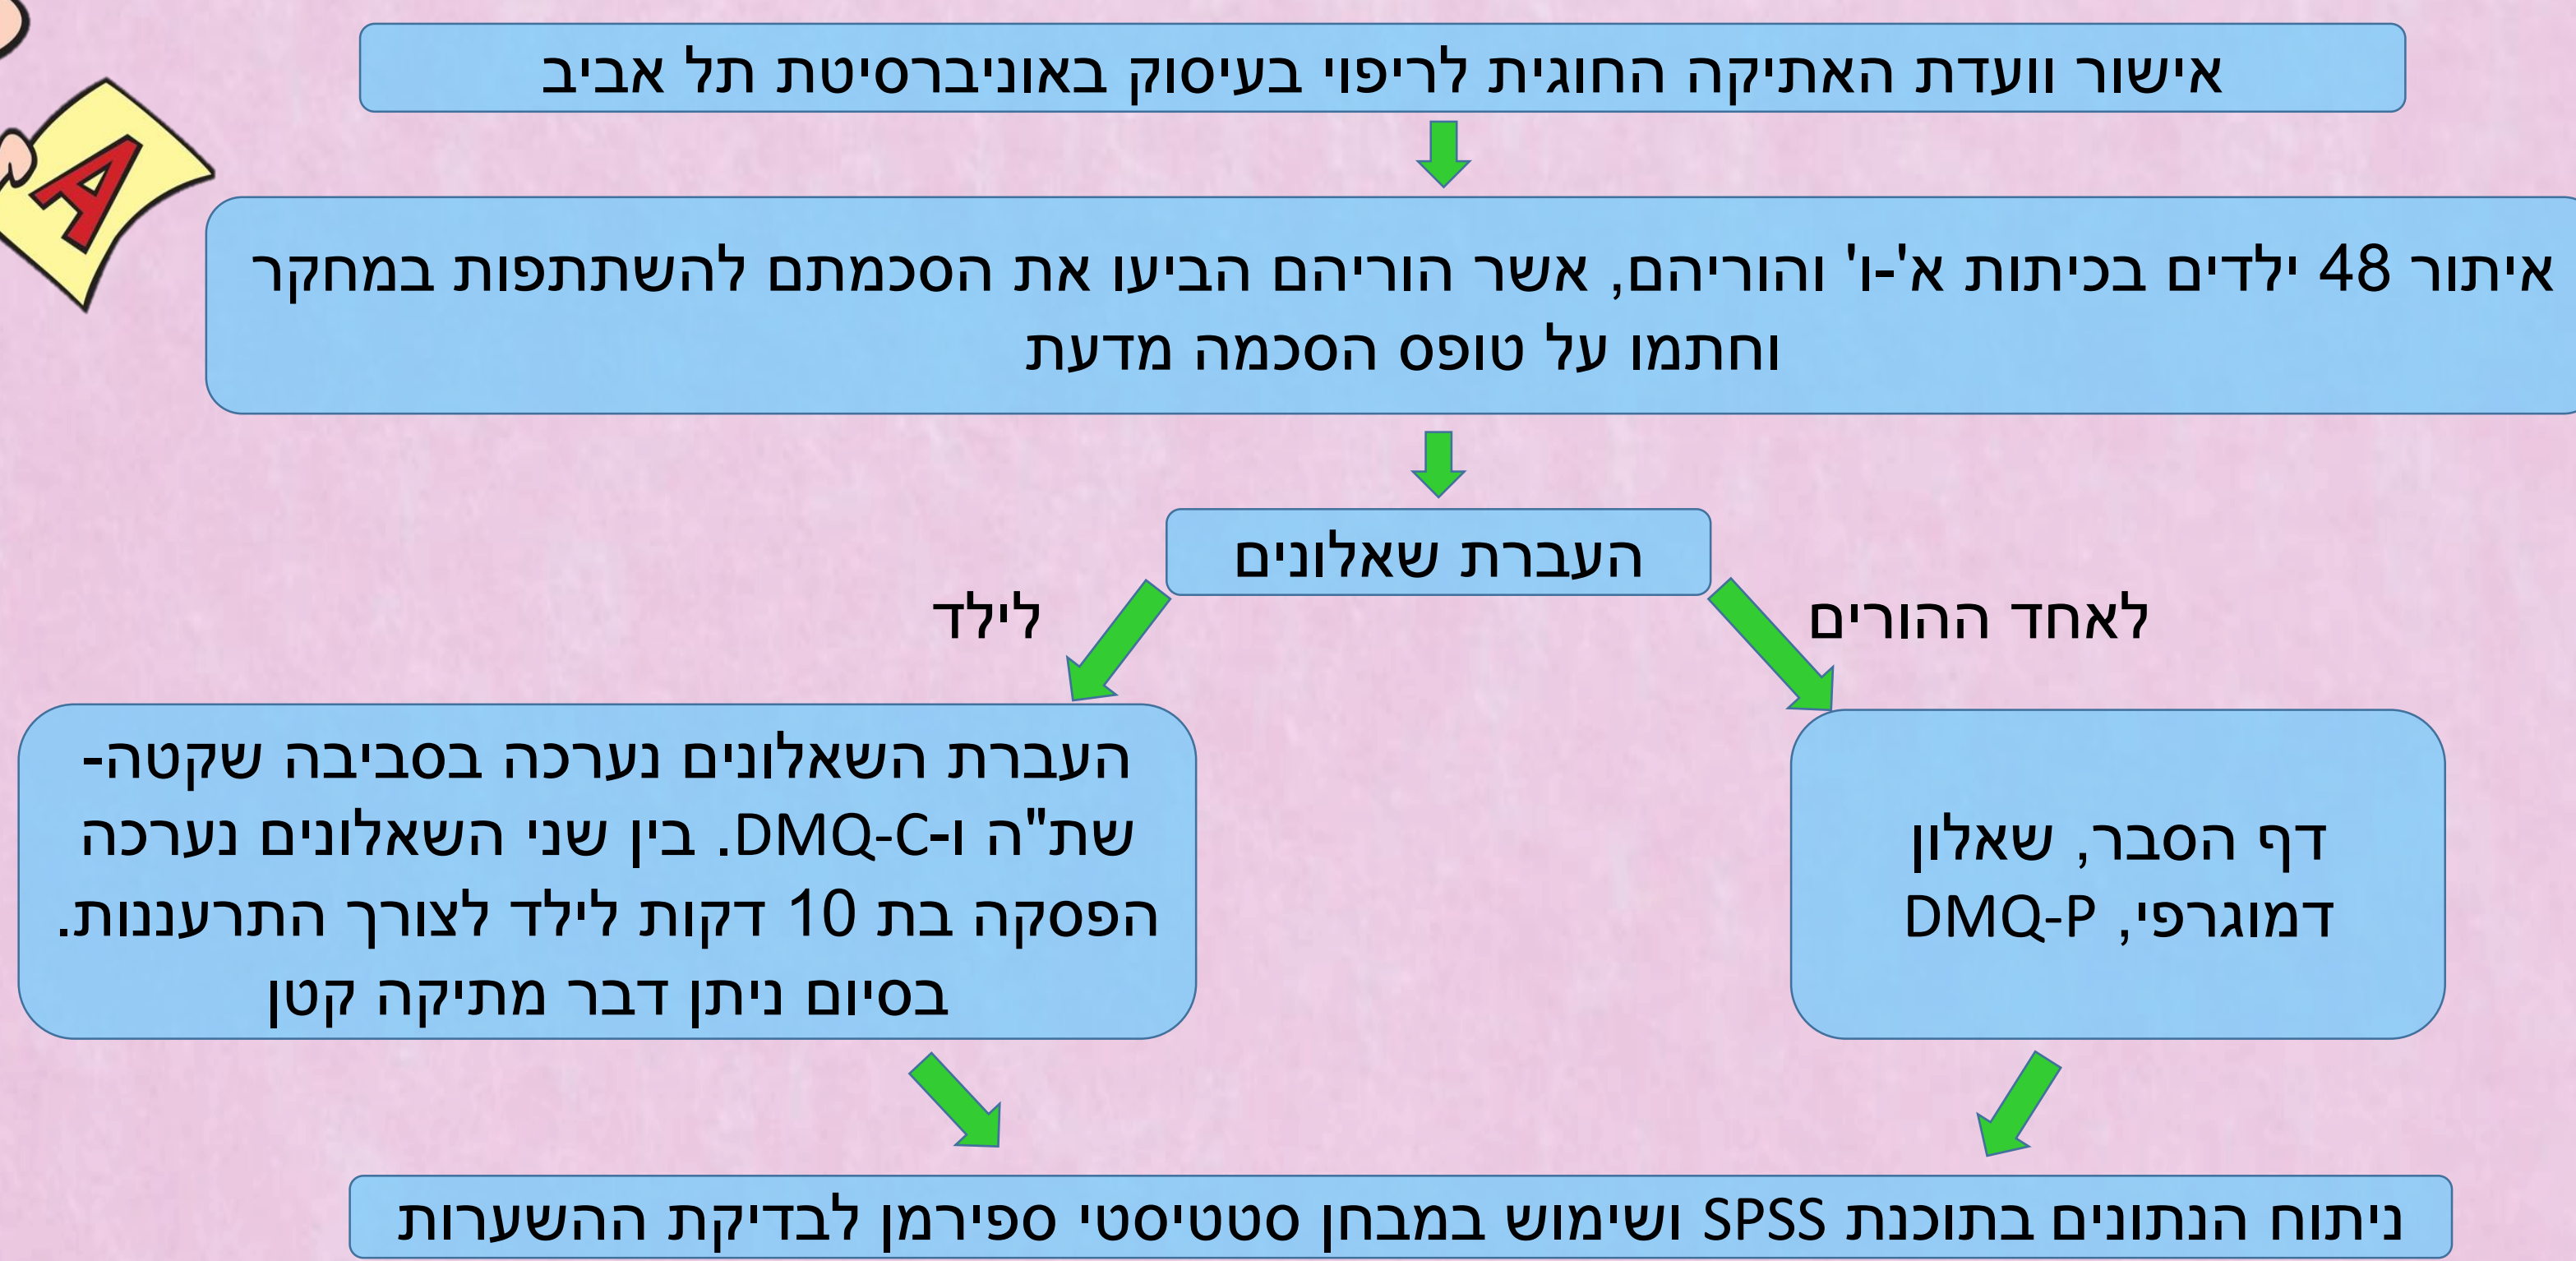 A
אישור וועדת האתיקה החוגית לריפוי בעיסוק באוניברסיטת תל אביב
איתור 48 ילדים בכיתות א'-ו' והוריהם, אשר הוריהם הביעו את הסכמתם להשתתפות במחקר
וחתמו על טופס הסכמה מדעת
העברת שאלונים
לאחד ההורים
לילד
דף הסבר, שאלון
דמוגרפי, DMQ-P
העברת השאלונים נערכה בסביבה שקטה-
שת"ה ו-DMQ-C. בין שני השאלונים נערכה
הפסקה בת 10 דקות לילד לצורך התרעננות.
בסיום ניתן דבר מתיקה קטן
ניתוח הנתונים בתוכנת SPSS ושימוש במבחן סטטיסטי ספירמן לבדיקת ההשערות